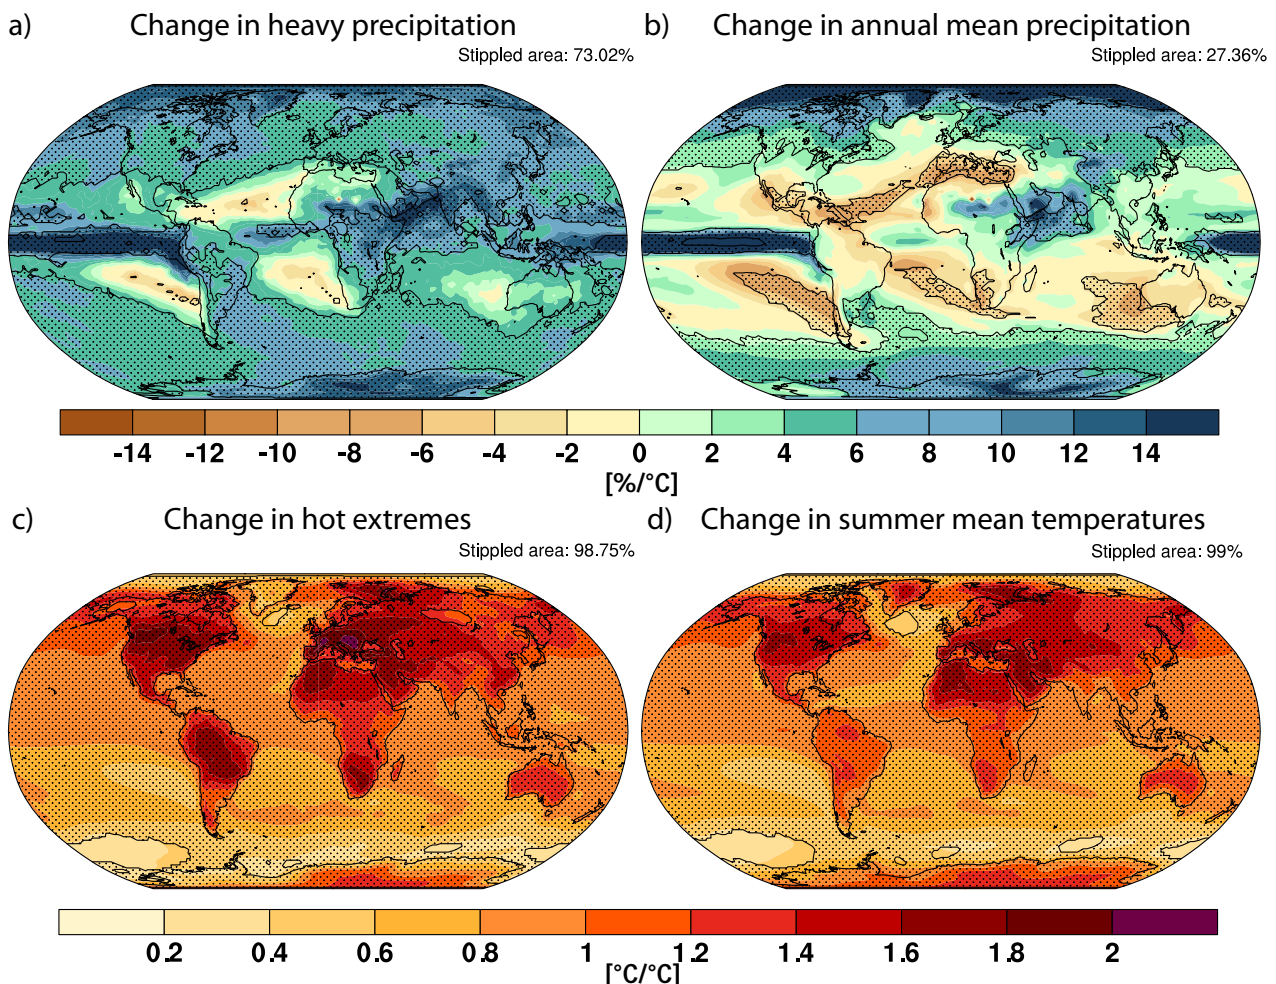 a) Change in heavy precipitation
Stippled area: 73.02%
b) Change in annual mean precipitation
Stippled area: 27.36%
-14 -12 -10 -8 -6 -4 -2 0 2 4 6 8 10 12 14
[%/°C]
c) Change in hot extremes
Stippled area: 98.75%
d) Change in summer mean temperatures
Stippled area: 99%
0.2 0.4 0.6 0.8 1 1.2 1.4 1.6 1.8 2
[°C/°C]